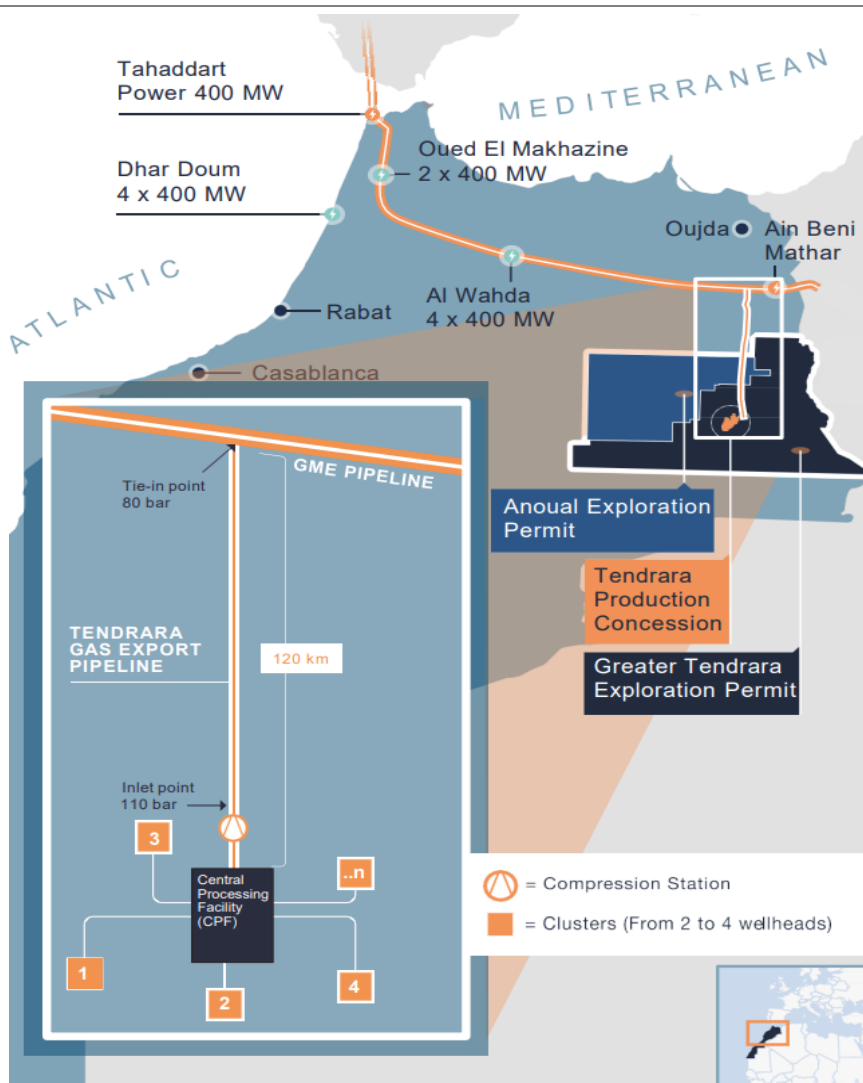 Tahaddart
Power 400 MW
MEDITERRANEAN
Dhar Doum
4 x 400 MW
Oued El Makhazine
2 x 400 MW
Oujda
Ain Beni
Mathar
ATLANTIC
Al Wahda
4 x 400 MW
Rabat
Casablanca
GME PIPELINE
Tie-in point
80 bar
Anoual Exploration
Permit
Tendrara
Production
Concession
TENDRARA
GAS EXPORT
PIPELINE
120 km
Greater Tendrara
Exploration Permit
Inlet point
110 bar
3
..n
Central
Processing
Facility
(CPF)
1
2
4
= Compression Station
= Clusters (From 2 to 4 wellheads)